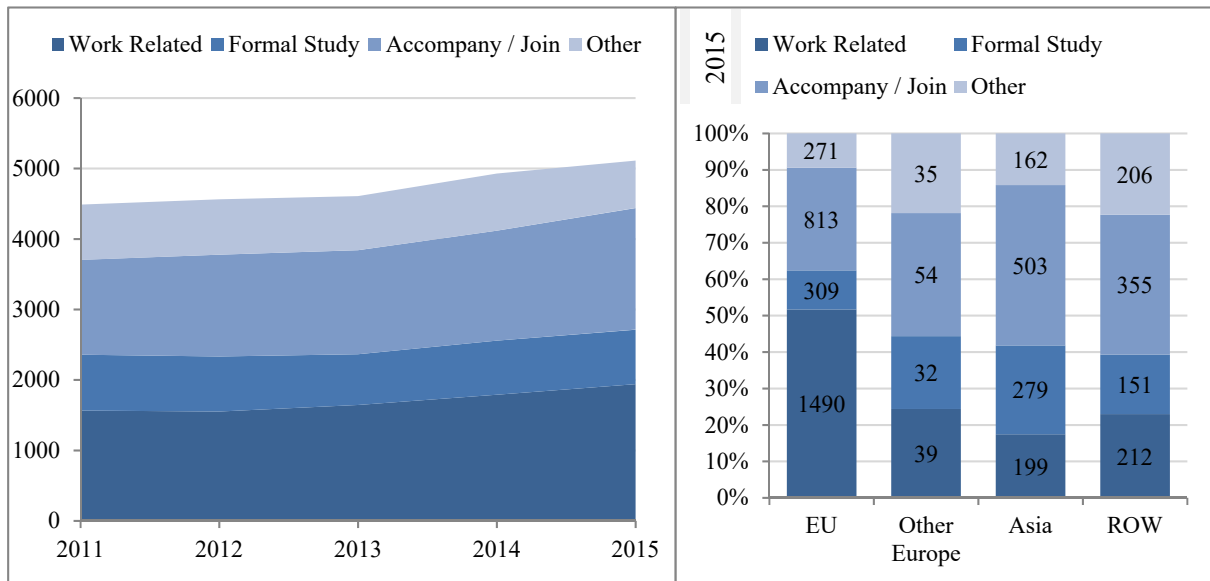 Work Related Formal Study Accompany / Join Other
6000
5000
4000
3000
2000
1000
0
2011 2012 2013 2014 2015
2015
Work Related Formal Study
Accompany / Join Other
100%
90%
80%
70%
60%
50%
40%
30%
20%
10%
0%
271 35 162 206
813 54 503 355
309 32 279 151
1490 39 199 212
EU Other Europe Asia ROW